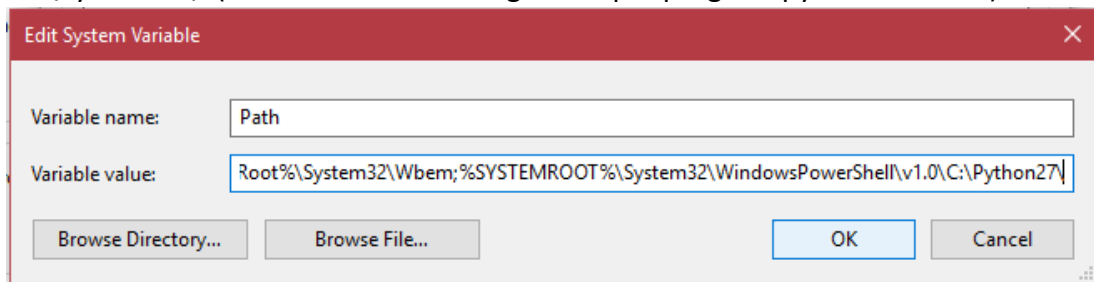 Edit System Variable
Variable name: Path
Variable value: Root%\System32\Wbem;%SYSTEMROOT%\System32\WindowsPowerShell\v1.0\C:\Python27\
Browse Directory... Browse File... OK Cancel